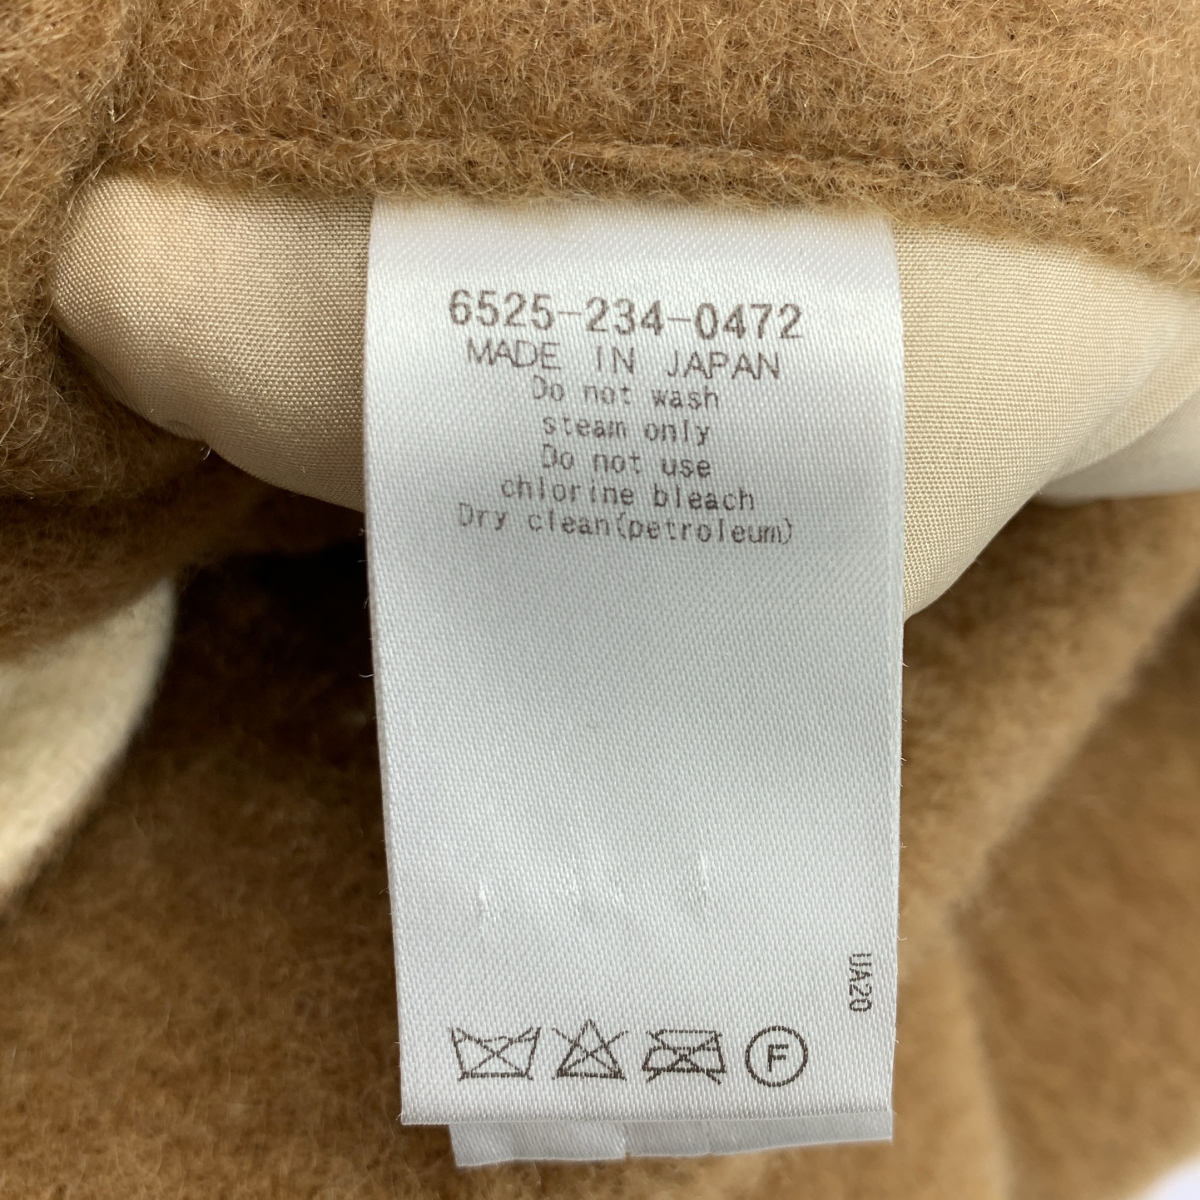 6525-234-0472
MADE IN JAPAN
Do not wash
steam only
Do not use
chlorine bleach
Dry clean(petroleum)
UA20
F